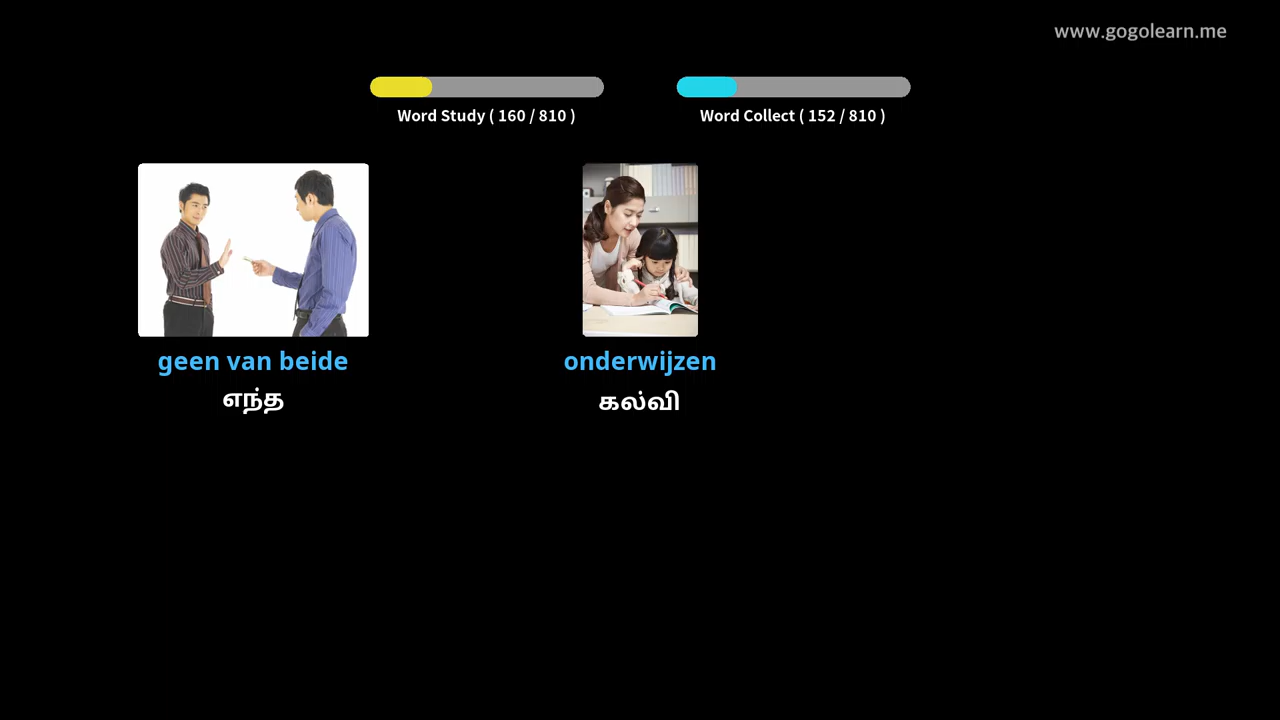 www.gogolearn.me
Word Study ( 160 / 810 )
Word Collect ( 152 / 810 )
geen van beide
எந்த
onderwijzen
கல்வி